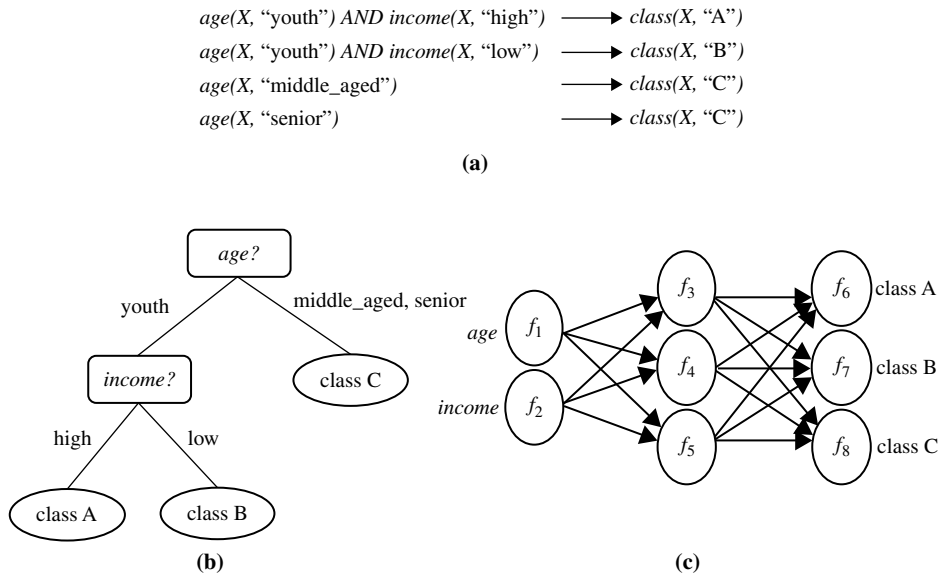 age(X, “youth”) AND income(X, “high”) class(X, “A”)
age(X, “youth”) AND income(X, “low”) class(X, “B”)
age(X, “middle_aged”) class(X, “C”)
age(X, “senior”) class(X, “C”)
(a)
age?
youth
middle_aged, senior
income?
class C
high
low
class A
class B
(b)
age
income
f1
f2
f3
f4
f5
f6
f7
f8
class A
class B
class C
(c)